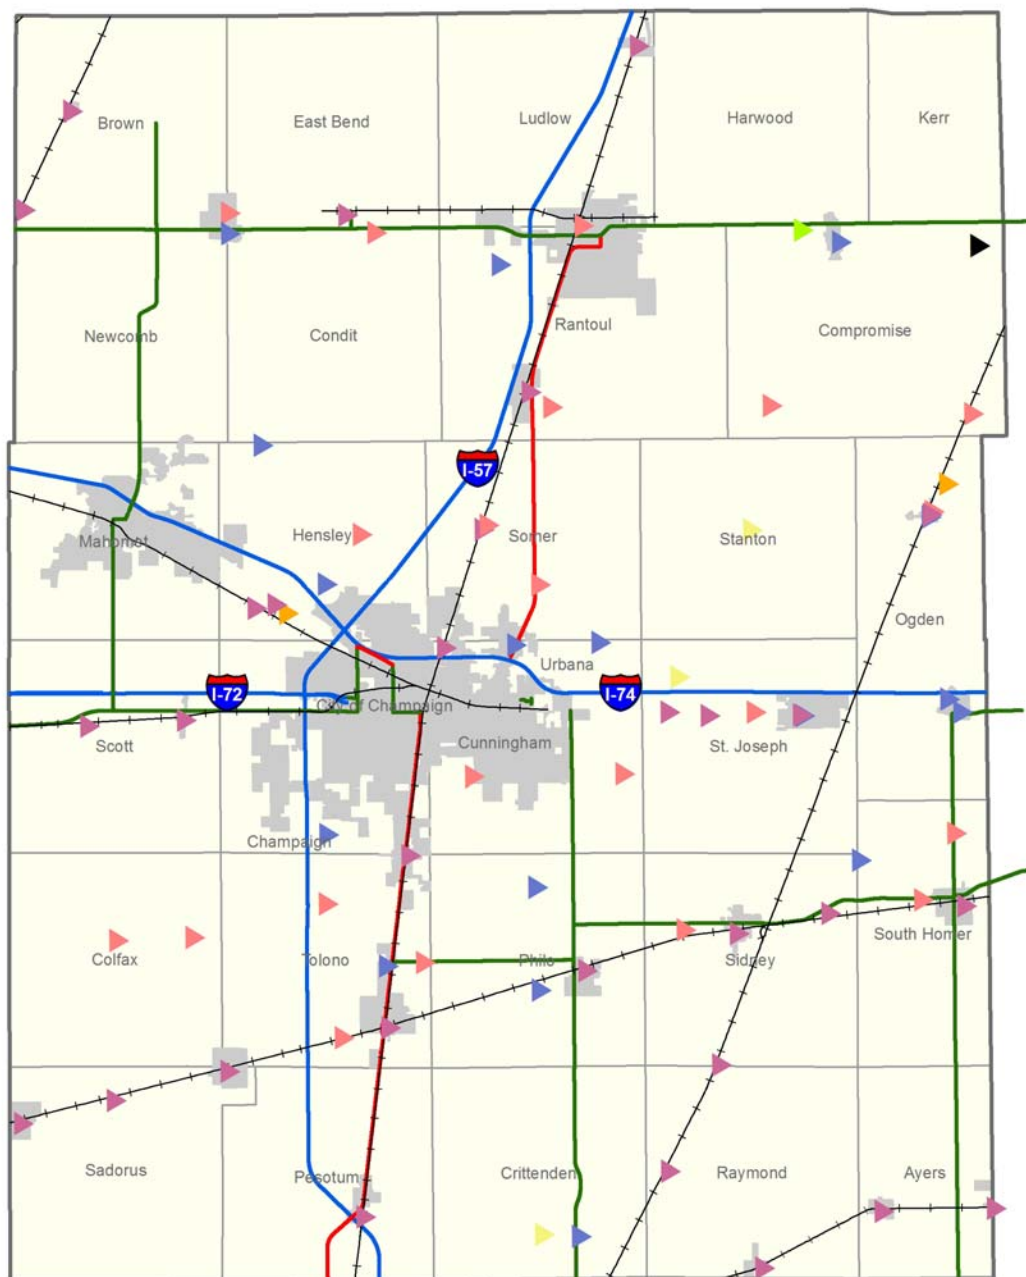 Brown
East Bend
Ludlow
Harwood
Kerr
Newcomb
Condit
Rantoul
Compromise
I-57
Mahomet
Hensley
Somer
Stanton
Ogden
I-72
City of Champaign
Urbana
I-74
Scott
Cunningham
St. Joseph
Champaign
Colfax
Tolono
Philo
Sidney
South Homer
Sadorus
Pesotum
Crittenden
Raymond
Ayers